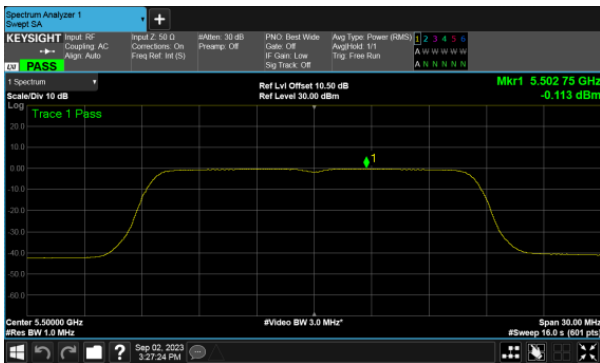 Spectrum Analyzer 1
Swept SA
+
KEYSIGHT
LXI PASS
Input: RF
Coupling: AC
Align: Auto
Input Z: 50 Ω
Corrections: On
Freq Ref: Int (S)
#Atten: 30 dB
Preamp: Off
PNO: Best Wide
Gate: Off
IF Gain: Low
Sig Track: Off
Avg Type: Power (RMS)
Avg|Hold: 1/1
Trig: Free Run
1 2 3 4 5 6
A W W W W W
A N N N N N
1 Spectrum
Scale/Div 10 dB
Ref Lvl Offset 10.50 dB
Ref Level 30.00 dBm
Mkr1 5.502 75 GHz
-0.113 dBm
Log
Trace 1 Pass
20.0
10.0
0.00
-10.0
-20.0
-30.0
-40.0
-50.0
-60.0
1
Center 5.50000 GHz
#Res BW 1.0 MHz
#Video BW 3.0 MHz*
Span 30.00 MHz
#Sweep 16.0 s (601 pts)
?
Sep 02, 2023
3:27:24 PM